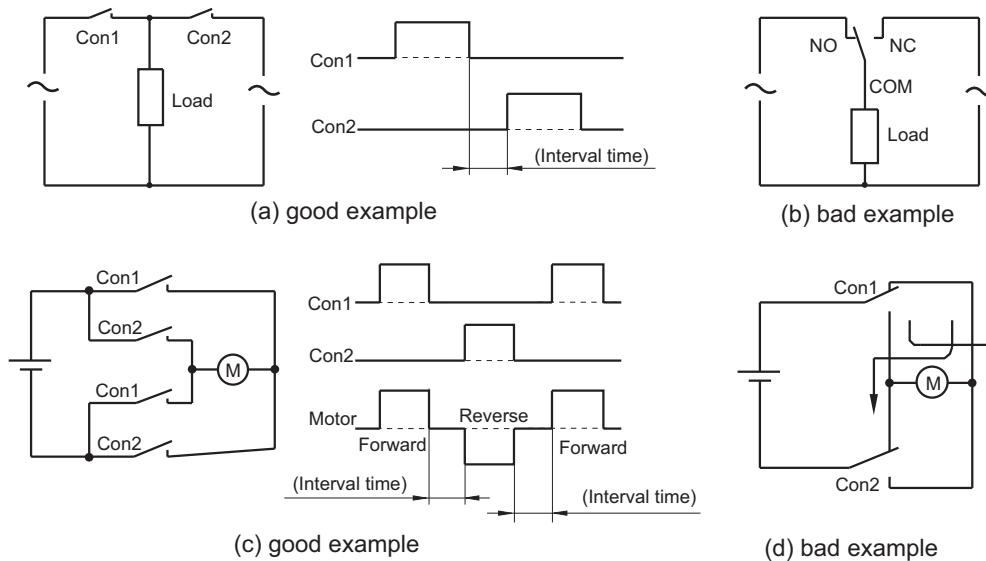 Con1 Con2
Load
Con1
Con2
(Interval time)
(a) good example
NO NC
COM
Load
(b) bad example
Con1
Con2
M
Con1
Con2
Con1
Con2
Motor
Reverse
Forward Forward
(Interval time)
(Interval time)
(c) good example
Con1
M
Con2
(d) bad example